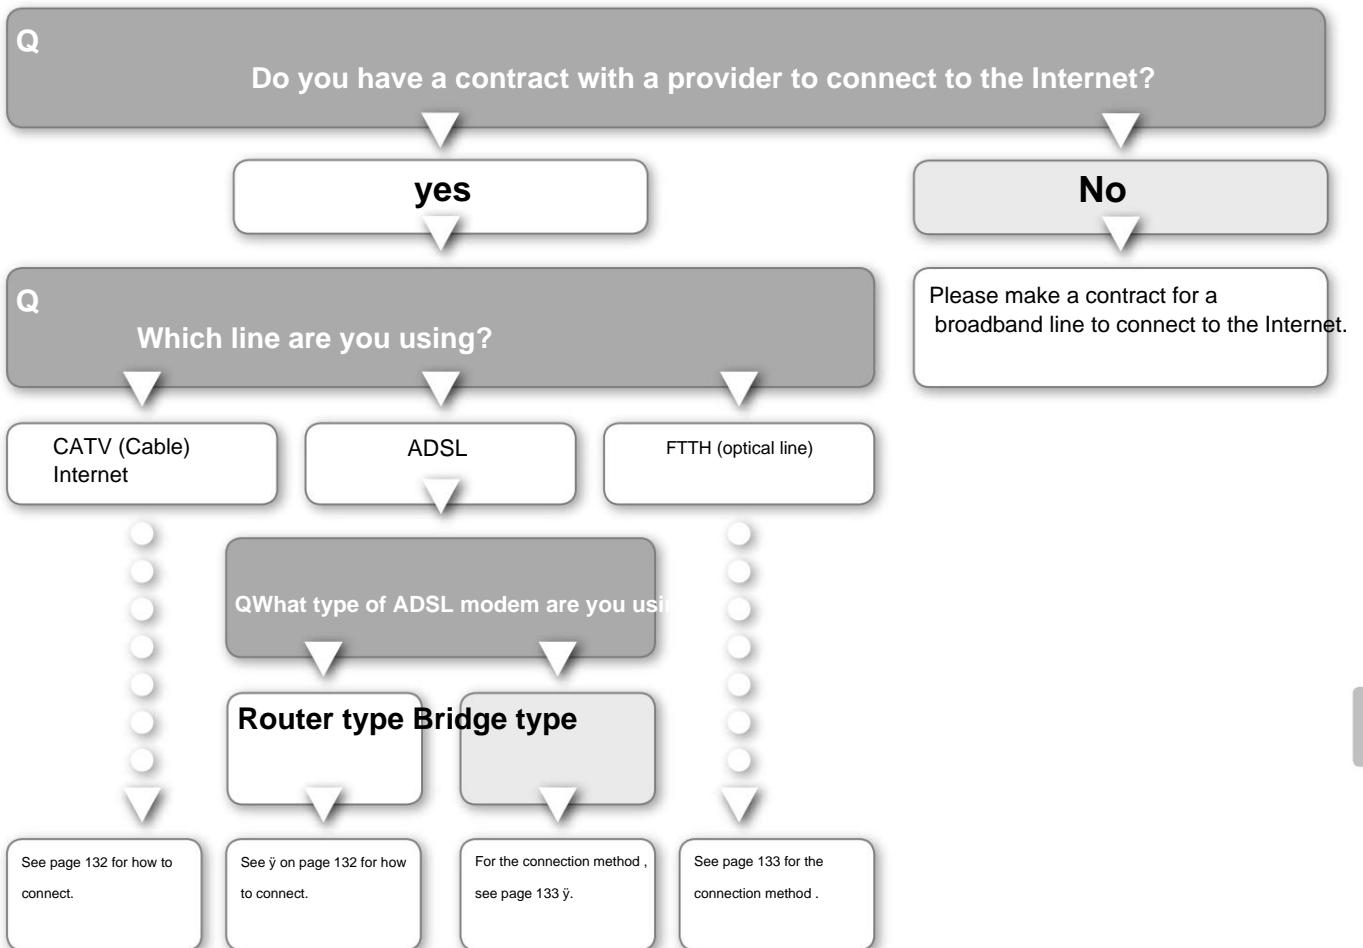 Q
Do you have a contract with a provider to connect to the Internet?
yes
No
Q
Which line are you using?
Please make a contract for a
broadband line to connect to the Internet.
CATV (Cable)
Internet
ADSL
FTTH (optical line)
QWhat type of ADSL modem are you usi
Router type Bridge type
See page 132 for how to
connect.
See ÿ on page 132 for how
to connect.
For the connection method ,
see page 133 ÿ.
See page 133 for the
connection method .